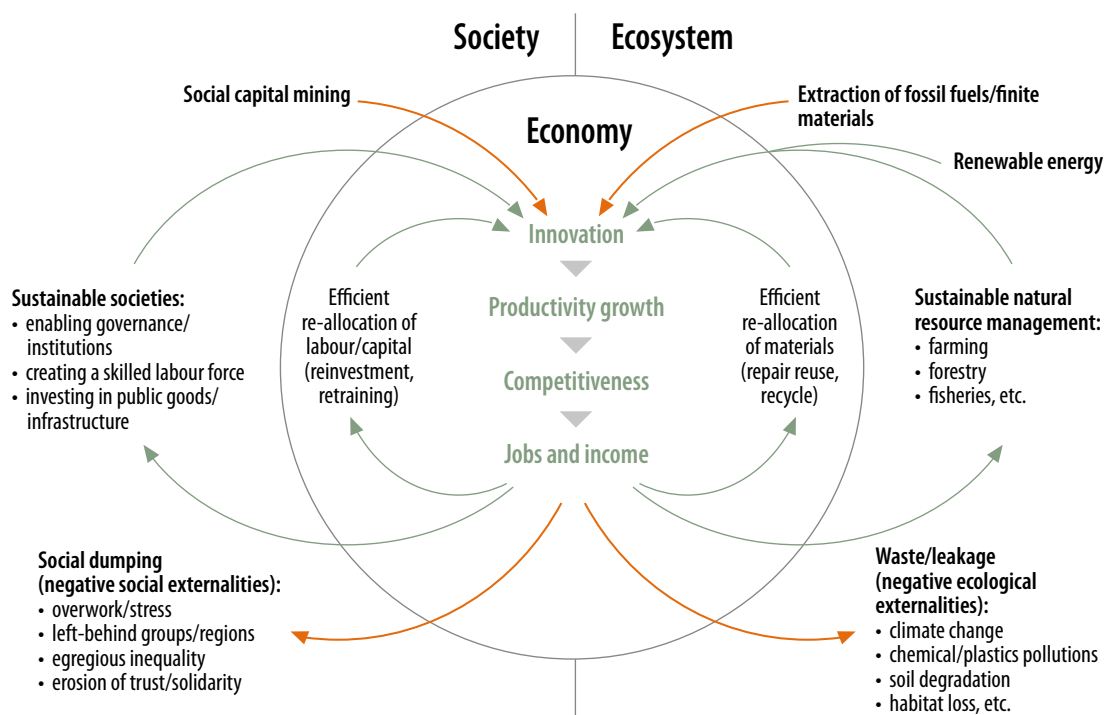 Society
Ecosystem
Social capital mining
Extraction of fossil fuels/finite
materials
Economy
Renewable energy
Innovation
Productivity growth
Competitiveness
Jobs and income
Sustainable societies:
• enabling governance/
institutions
• creating a skilled labour force
• investing in public goods/
infrastructure
Efficient
re-allocation of
labour/capital
(reinvestment,
retraining)
Efficient
re-allocation
of materials
(repair reuse,
recycle)
Sustainable natural
resource management:
• farming
• forestry
• fisheries, etc.
Social dumping
(negative social externalities):
• overwork/stress
• left-behind groups/regions
• egregious inequality
• erosion of trust/solidarity
Waste/leakage
(negative ecological
externalities):
• climate change
• chemical/plastics pollutions
• soil degradation
• habitat loss, etc.